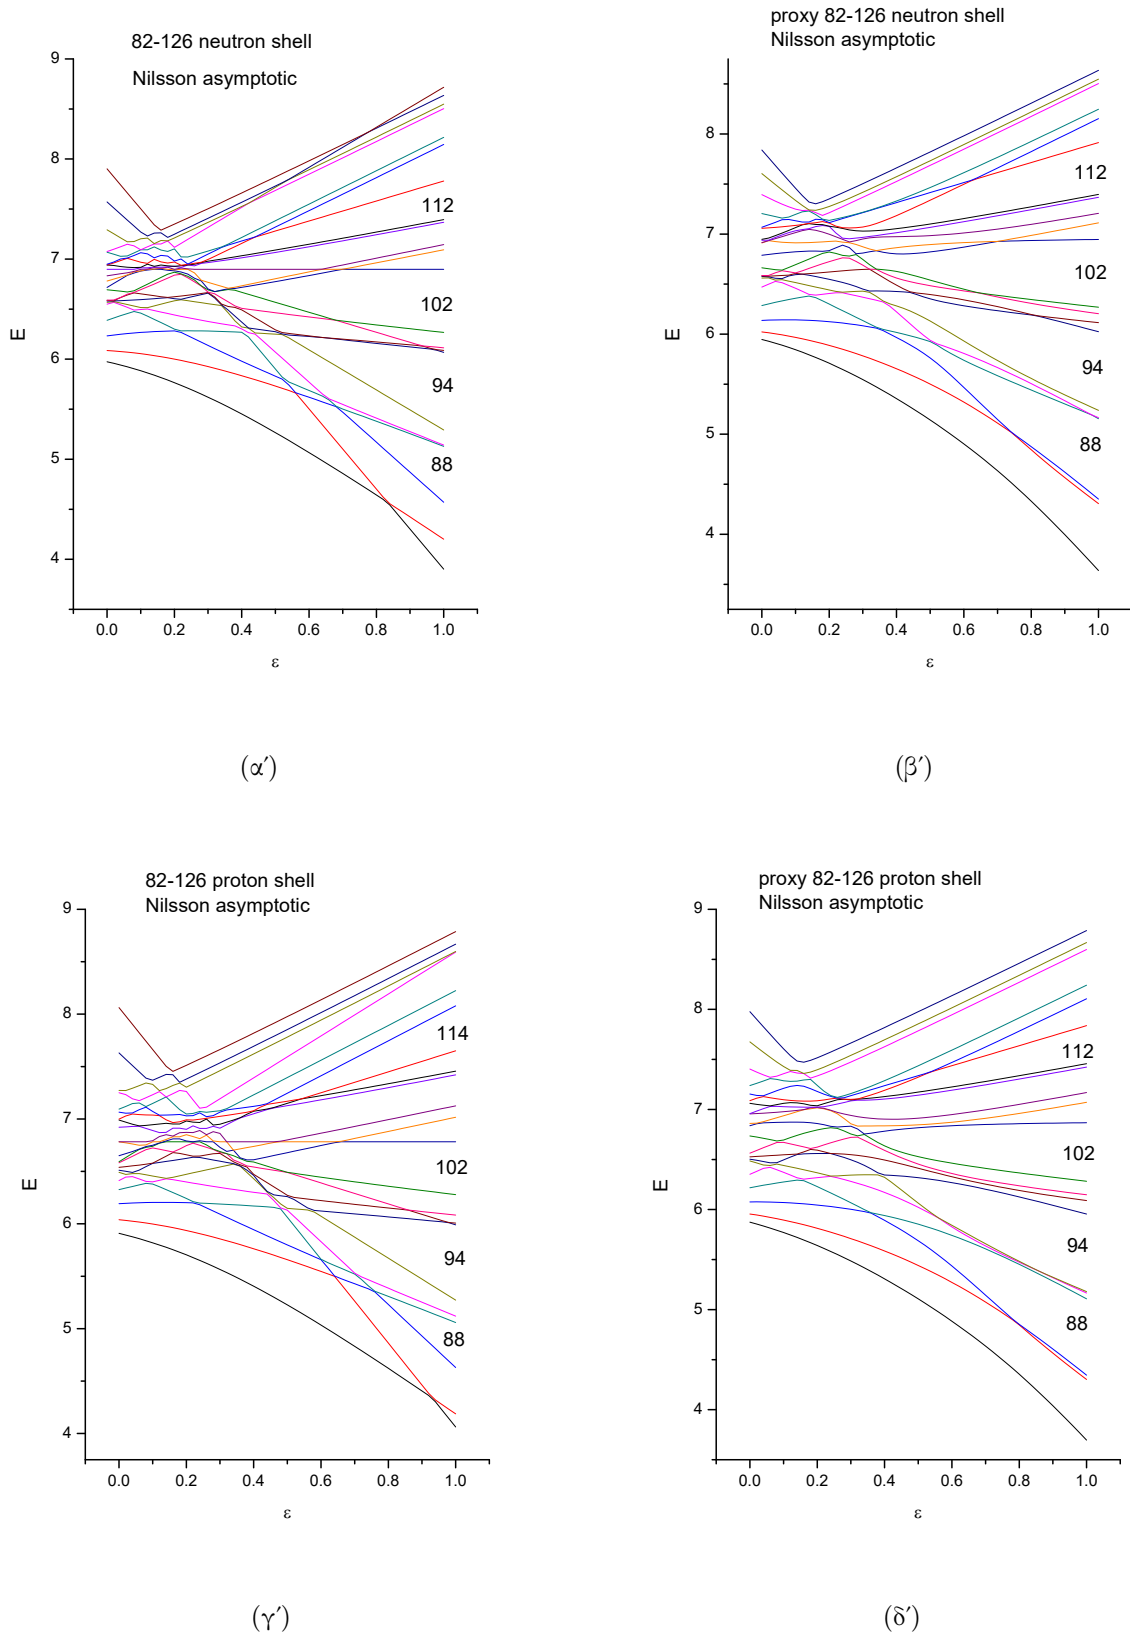 82-126 neutron shell
Nilsson asymptotic
9
8
7
6
5
4
E
112
102
94
88
0.0 0.2 0.4 0.6 0.8 1.0
ε
(α′)
proxy 82-126 neutron shell
Nilsson asymptotic
8
7
6
5
4
E
112
102
94
88
0.0 0.2 0.4 0.6 0.8 1.0
ε
(β′)
82-126 proton shell
Nilsson asymptotic
9
8
7
6
5
4
E
114
102
94
88
0.0 0.2 0.4 0.6 0.8 1.0
ε
(γ′)
proxy 82-126 proton shell
Nilsson asymptotic
9
8
7
6
5
4
E
112
102
94
88
0.0 0.2 0.4 0.6 0.8 1.0
ε
(δ′)